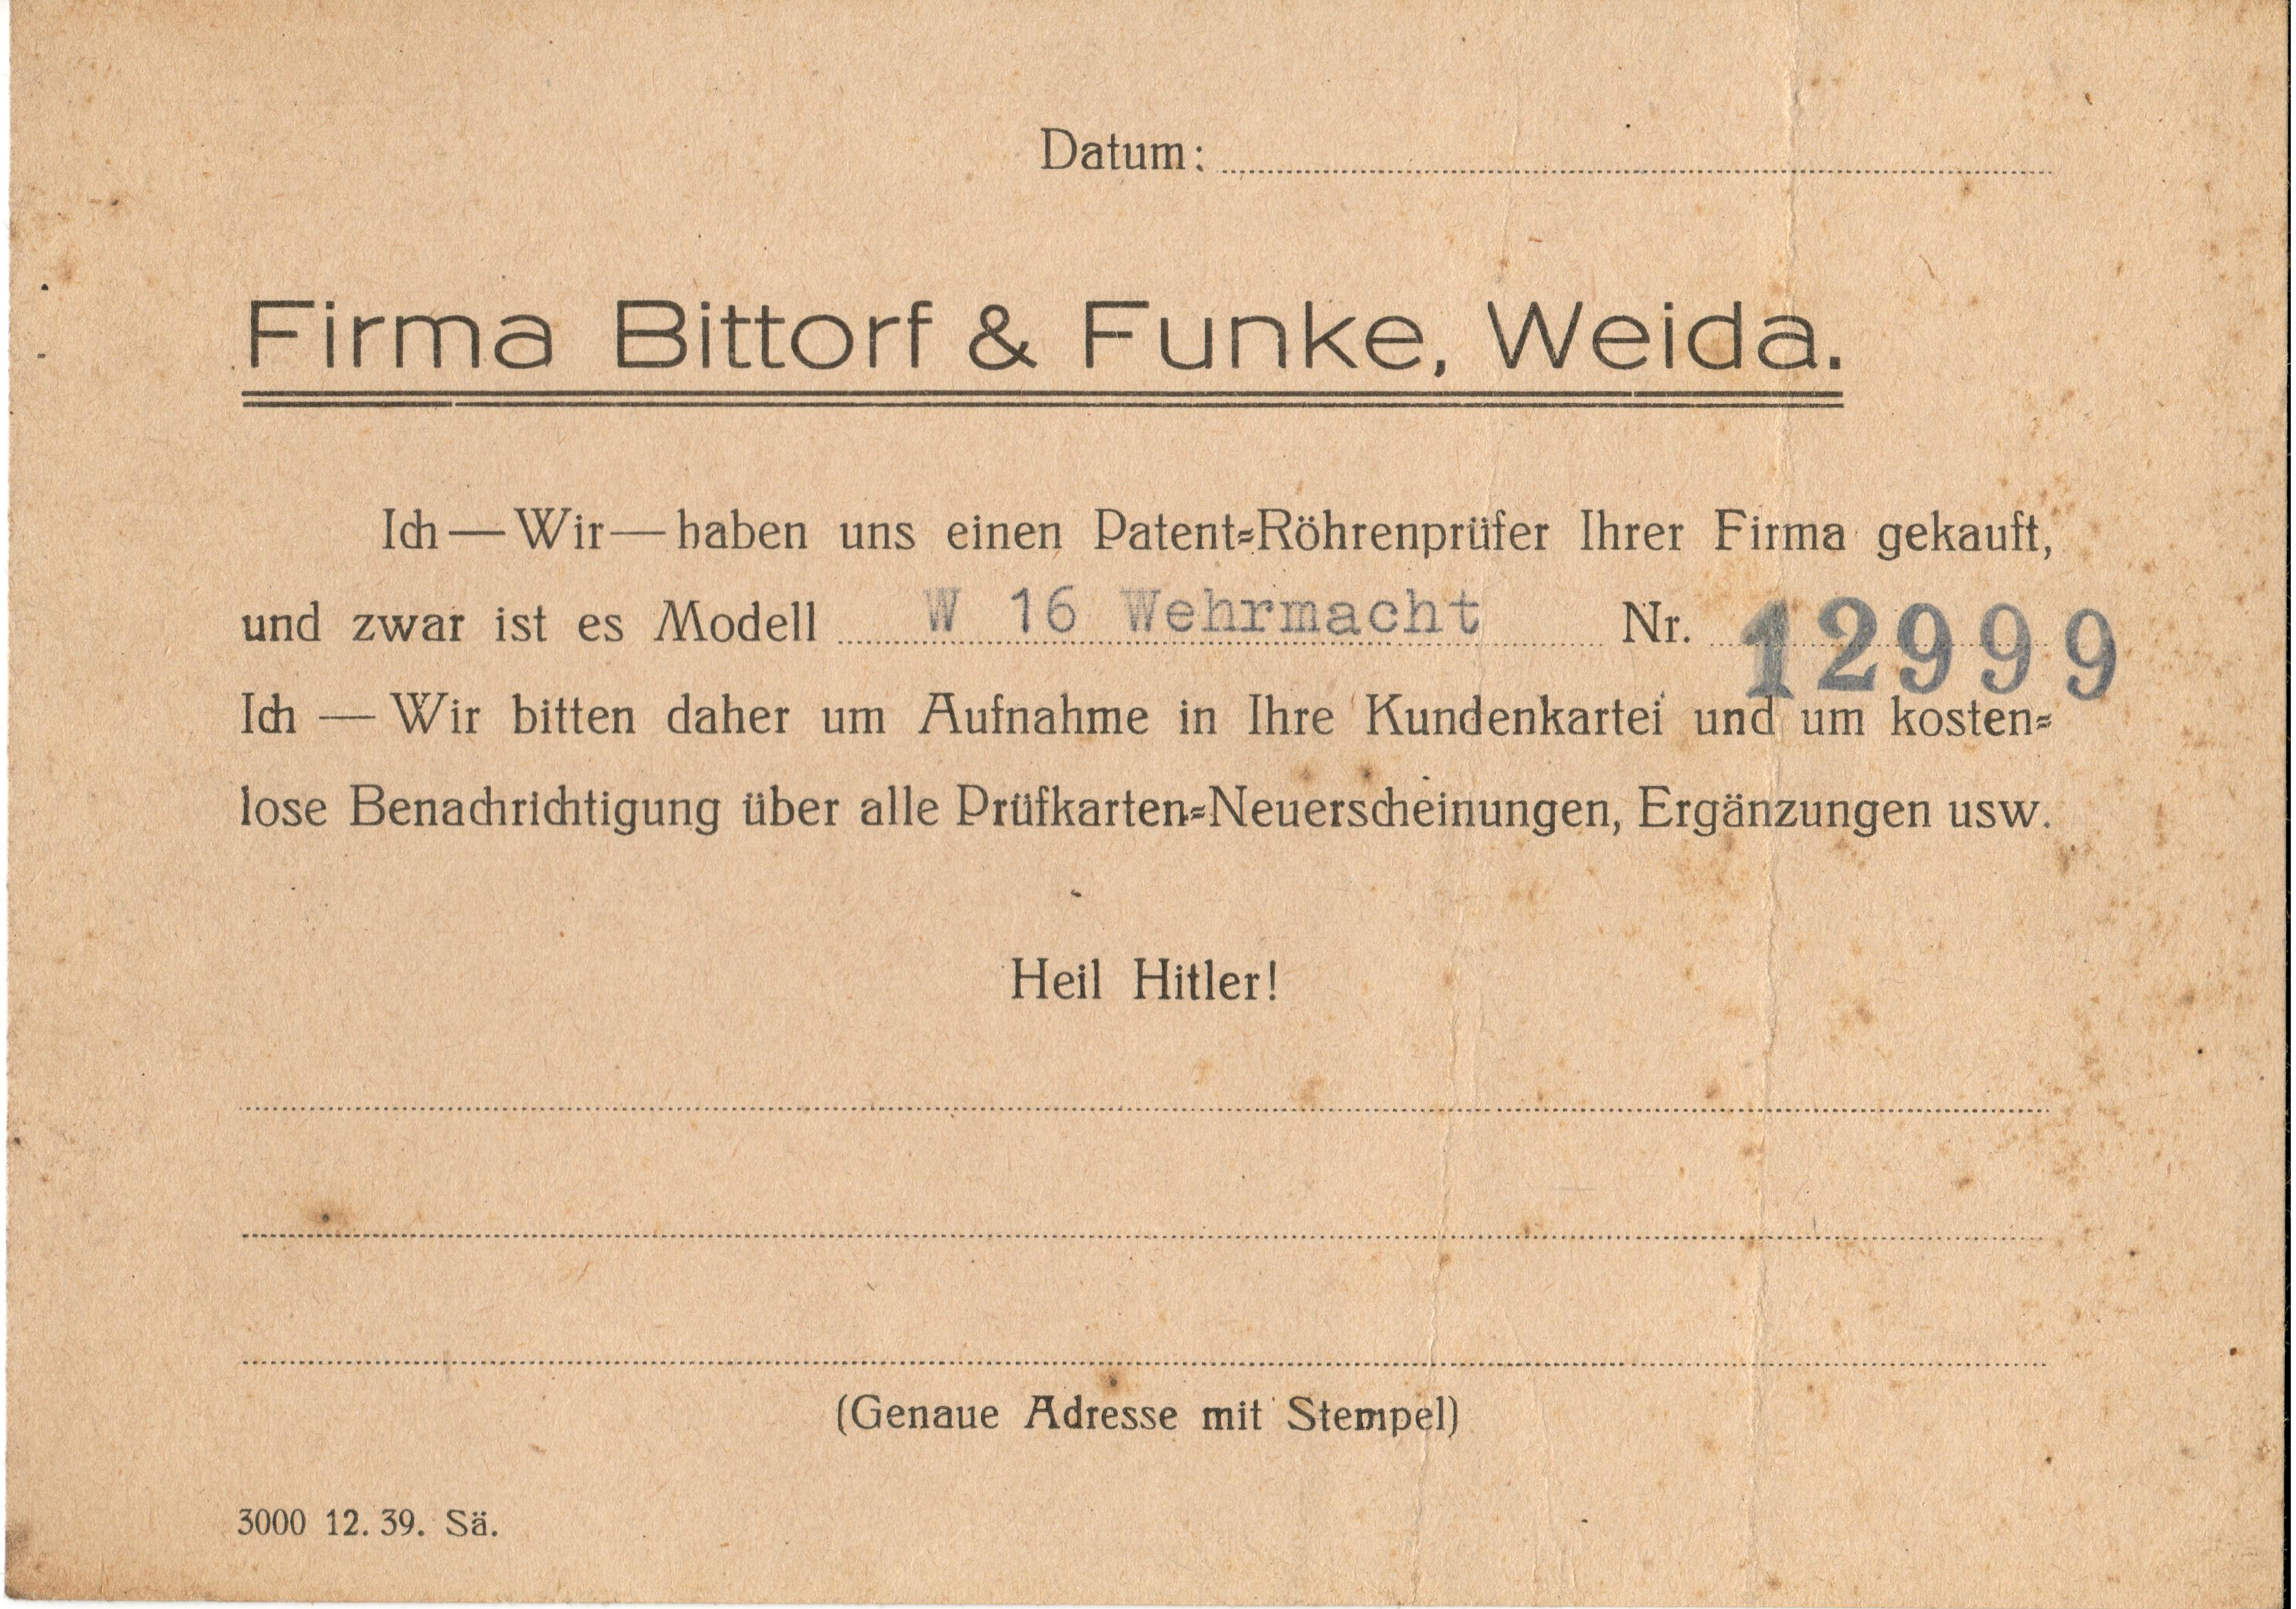 Datum:
Firma Bittorf & Funke, Weida.
Ich — Wir — haben uns einen Patent=Röhrenprüfer Ihrer Firma gekauft,
und zwar ist es Modell W 16 Wehrmacht Nr. 12999
Ich — Wir bitten daher um Aufnahme in Ihre Kundenkartei und um kosten=
lose Benachrichtigung über alle Prüfkarten=Neuerscheinungen, Ergänzungen usw.
Heil Hitler!
(Genaue Adresse mit Stempel)
3000 12. 39. Sä.